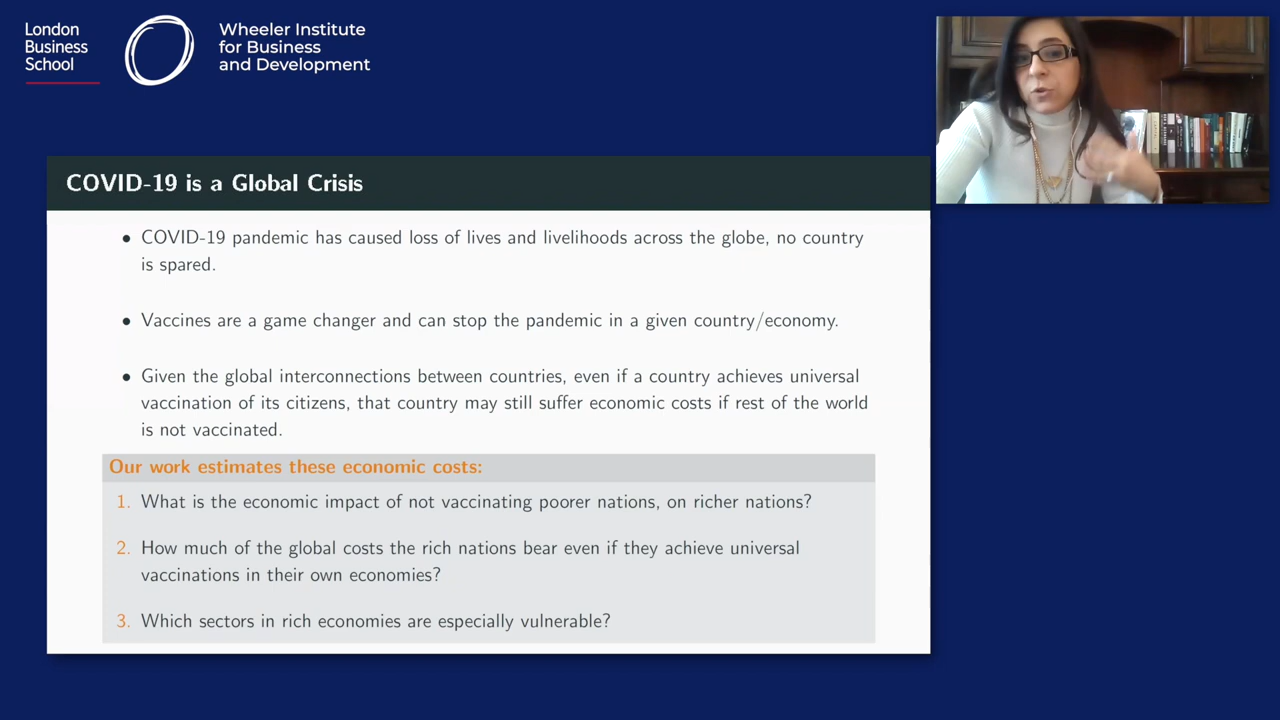 London
Business
School
Wheeler Institute
for Business
and Development
COVID-19 is a Global Crisis
• COVID-19 pandemic has caused loss of lives and livelihoods across the globe, no country
is spared.
• Vaccines are a game changer and can stop the pandemic in a given country/economy.
• Given the global interconnections between countries, even if a country achieves universal
vaccination of its citizens, that country may still suffer economic costs if rest of the world
is not vaccinated.
Our work estimates these economic costs:
1. What is the economic impact of not vaccinating poorer nations, on richer nations?
2. How much of the global costs the rich nations bear even if they achieve universal
vaccinations in their own economies?
3. Which sectors in rich economies are especially vulnerable?